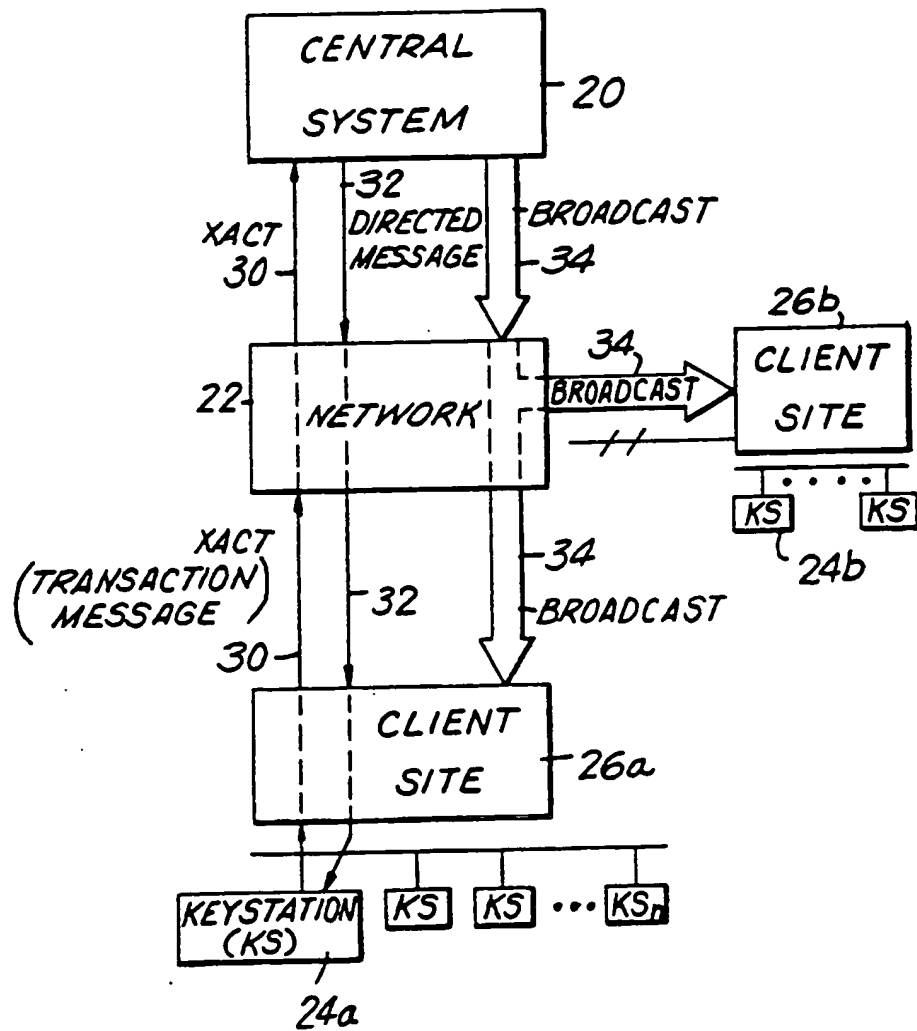 CENTRAL
SYSTEM
20
32
DIRECTED
MESSAGE
BROADCAST
34
XACT
30
26b
CLIENT
SITE
34
BROADCAST
22
NETWORK
KS
KS
24b
XACT
(TRANSACTION
MESSAGE)
30
32
34
BROADCAST
CLIENT
SITE
26a
KEYSTATION
(KS)
KS
KS
KSn
24a